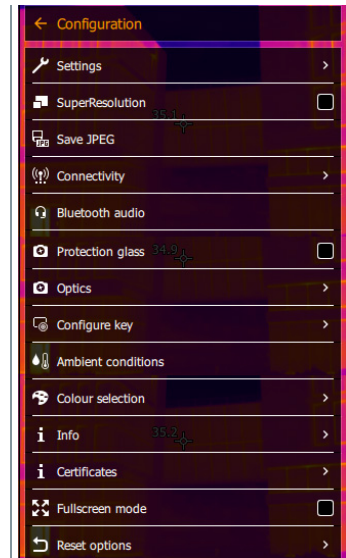 Configuration
Settings
SuperResolution
35.1
JPG
Save JPEG
Connectivity
Bluetooth audio
Protection glass 34.9
Optics
Configure key
Ambient conditions
Colour selection
Info 35.2
Certificates
Fullscreen mode
Reset options